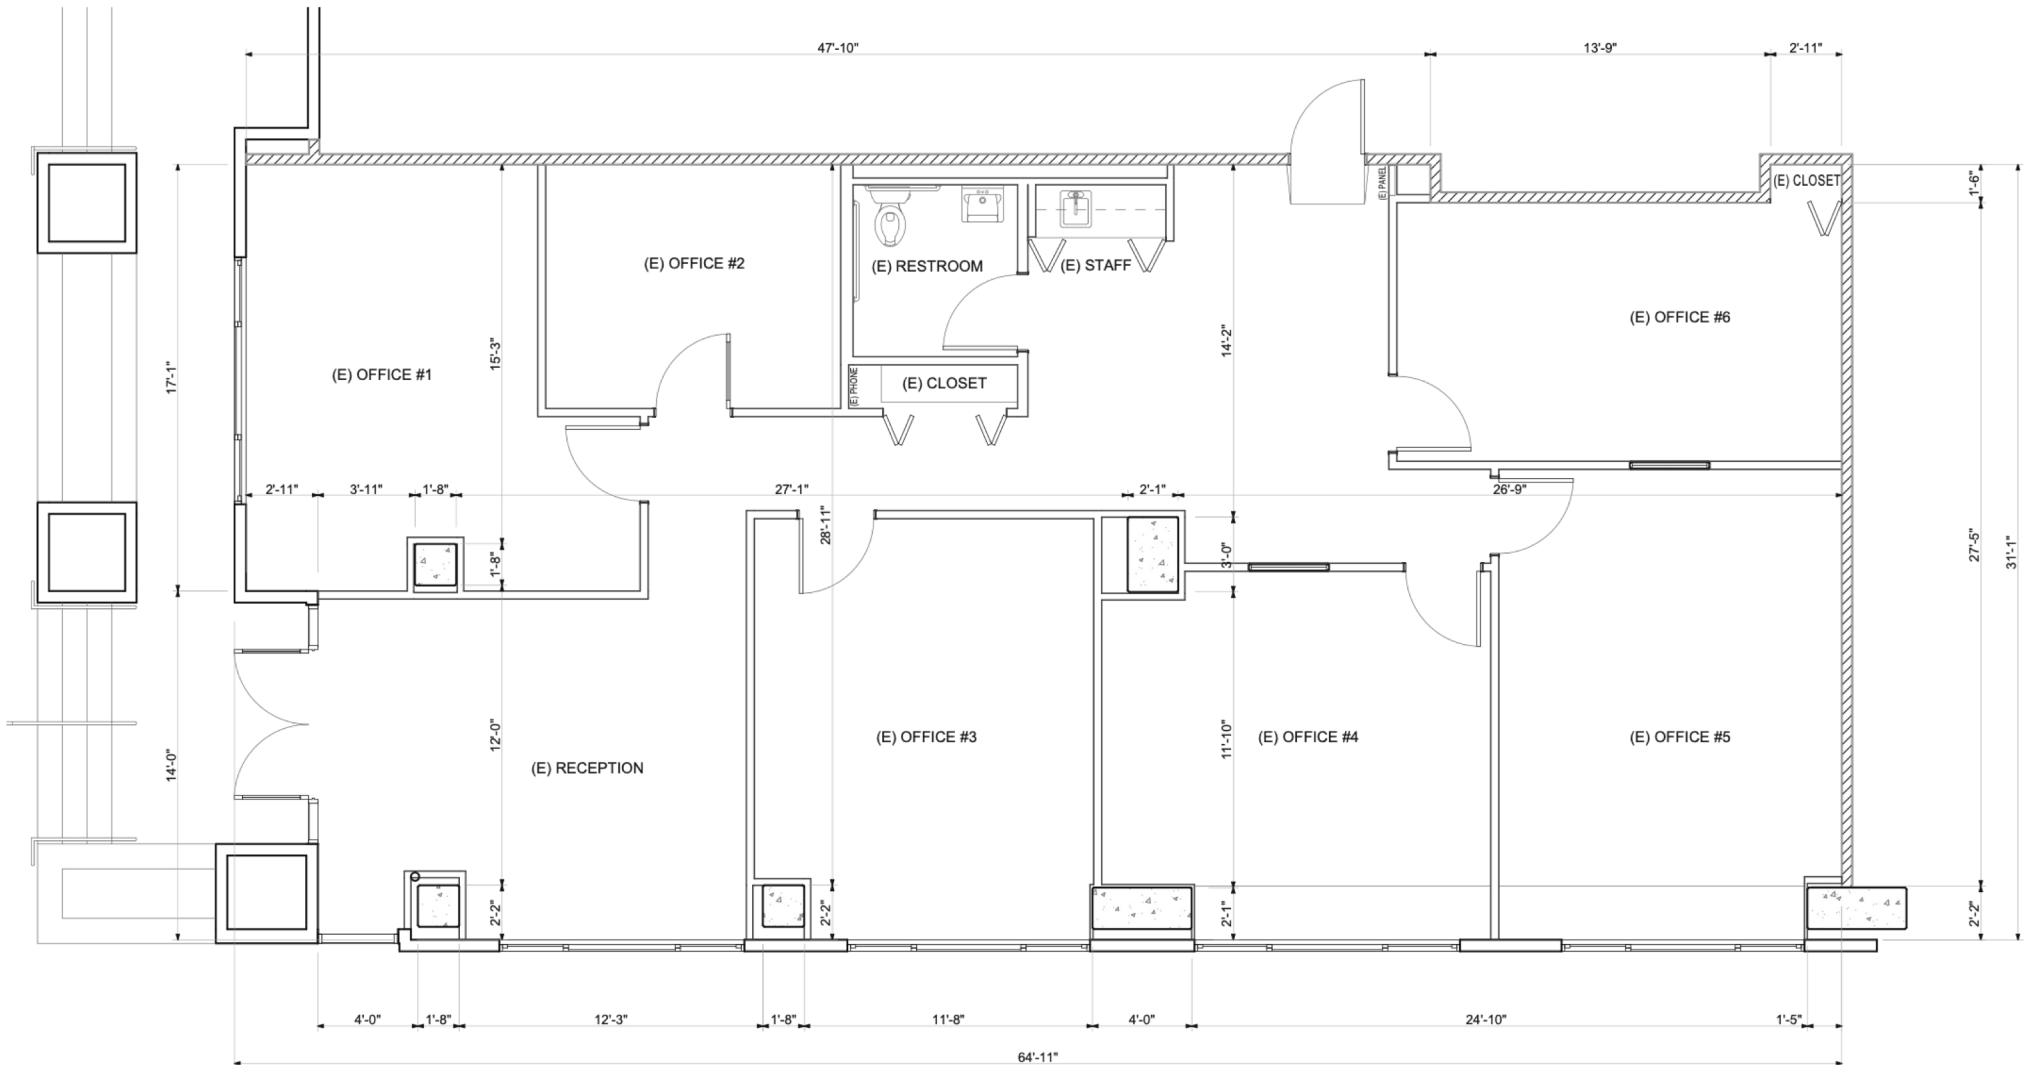 47'-10"
13'-9"
2'-11"
(E) PANEL
(E) CLOSET
1'-6"
(E) OFFICE #2
(E) RESTROOM
(E) STAFF
(E) OFFICE #6
15'-3"
14'-2"
17'-1"
(E) OFFICE #1
(E) PHONE
(E) CLOSET
2'-11"
3'-11"
1'-8"
27'-1"
2'-1"
26'-9"
28'-11"
1'-8"
3'-0"
27'-5"
31'-1"
12'-0"
(E) OFFICE #3
(E) OFFICE #4
(E) OFFICE #5
11'-10"
14'-0"
(E) RECEPTION
2'-2"
2'-2"
2'-1"
2'-2"
4'-0"
1'-8"
12'-3"
1'-8"
11'-8"
4'-0"
24'-10"
1'-5"
64'-11"